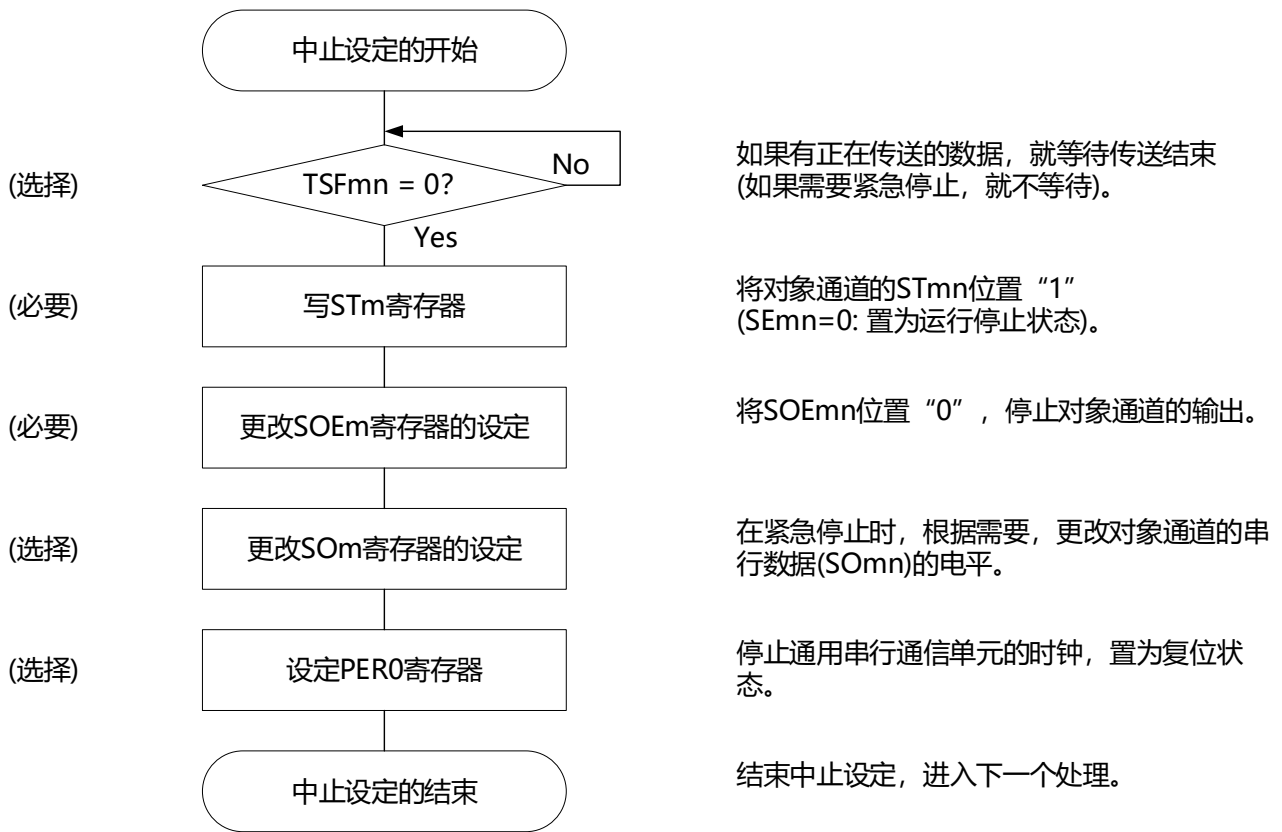 中止设定的开始
No
(选择)
TSFmn = 0?
如果有正在传送的数据，就等待传送结束
(如果需要紧急停止，就不等待)。
Yes
(必要)
写STm寄存器
将对象通道的STmn位置“1”
(SEmn=0: 置为运行停止状态)。
(必要)
更改SOEm寄存器的设定
将SOEmn位置“0”，停止对象通道的输出。
(选择)
更改SOm寄存器的设定
在紧急停止时，根据需要，更改对象通道的串
行数据(SOmn)的电平。
(选择)
设定PER0寄存器
停止通用串行通信单元的时钟，置为复位状
态。
中止设定的结束
结束中止设定，进入下一个处理。